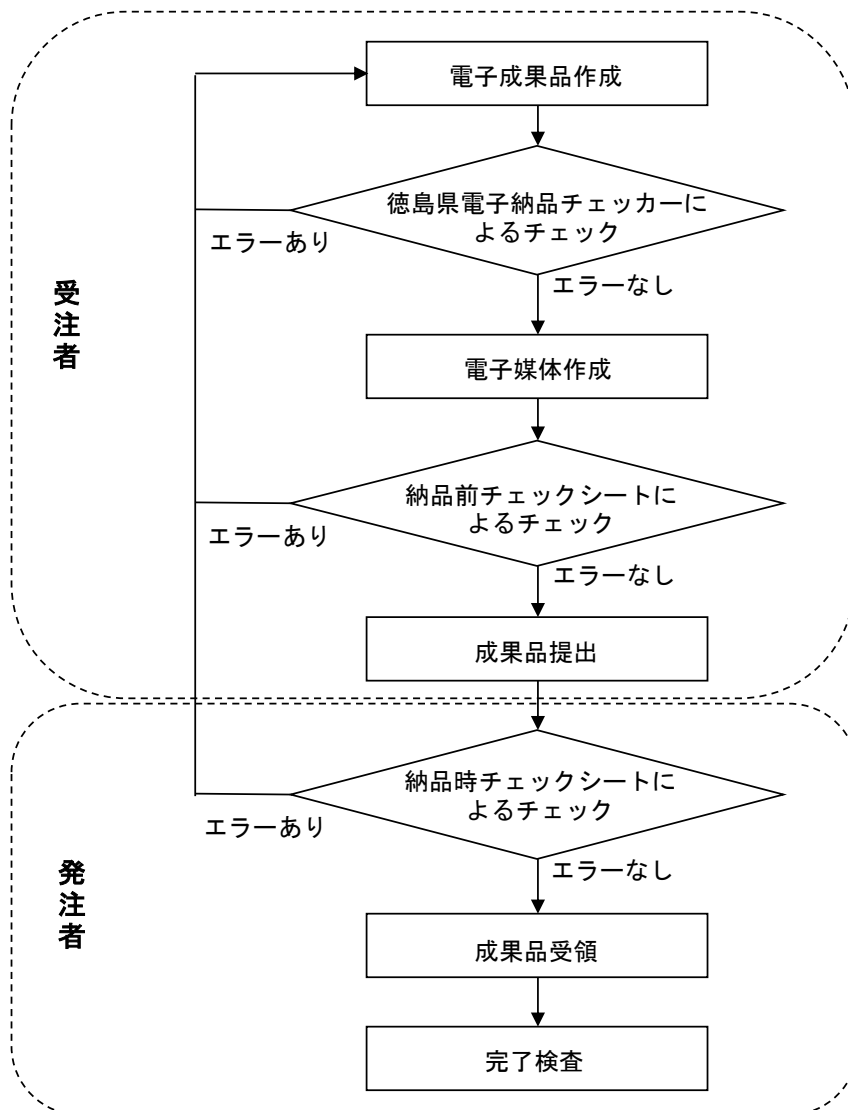 電子成果品作成
徳島県電子納品チェッカーに
よるチェック
エラーあり
エラーなし
受注者
電子媒体作成
納品前チェックシートに
よるチェック
エラーあり
エラーなし
成果品提出
納品時チェックシートに
よるチェック
エラーあり
エラーなし
発注者
成果品受領
完了検査